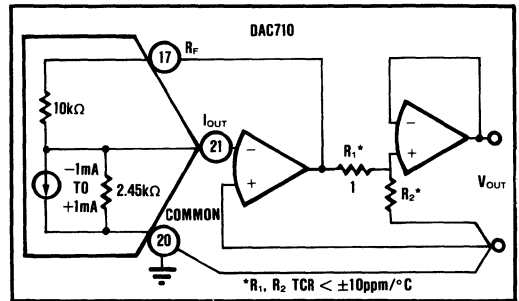 DAC710
17 RF
10kΩ
IOUT
21
−
+
R1*
1
−
+
R2*
VOUT
−1mA
TO
+1mA
2.45kΩ
COMMON
20
*R1, R2 TCR < ±10ppm/°C